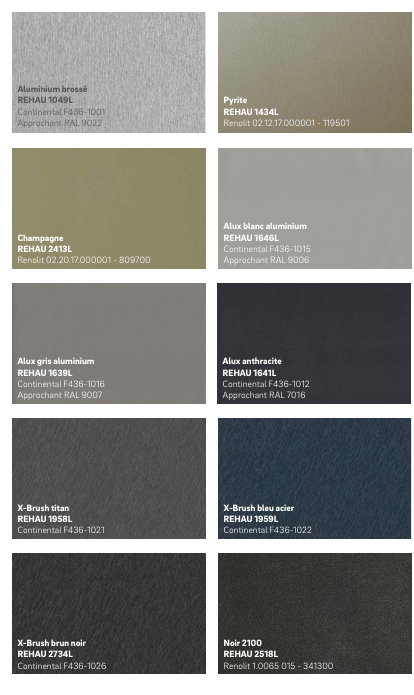 Aluminium brossé
REHAU 1049L
Continental F436-1001
Approchant RAL 9022
Pyrite
REHAU 1434L
Renolit 02.12.17.000001 - 119501
Champagne
REHAU 2413L
Renolit 02.20.17.000001 - 809700
Alux blanc aluminium
REHAU 1646L
Continental F436-1015
Approchant RAL 9006
Alux gris aluminium
REHAU 1639L
Continental F436-1016
Approchant RAL 9007
Alux anthracite
REHAU 1641L
Continental F436-1012
Approchant RAL 7016
X-Brush titan
REHAU 1958L
Continental F436-1021
X-Brush bleu acier
REHAU 1959L
Continental F436-1022
X-Brush brun noir
REHAU 2734L
Continental F436-1026
Noir 2100
REHAU 2518L
Renolit 1.0065 015 - 341300